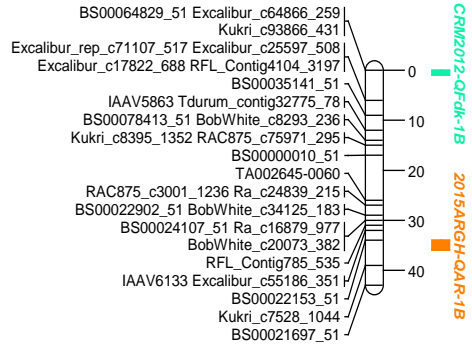 BS00064829_51 Excalibur_c64866_259
Kukri_c93866_431
Excalibur_rep_c71107_517 Excalibur_c25597_508
Excalibur_c17822_688 RFL_Contig4104_3197
BS00035141_51
IAAV5863 Tdurum_contig32775_78
BS00078413_51 BobWhite_c8293_236
Kukri_c8395_1352 RAC875_c75971_295
BS00000010_51
TA002645-0060
RAC875_c3001_1236 Ra_c24839_215
BS00022902_51 BobWhite_c34125_183
BS00024107_51 Ra_c16879_977
BobWhite_c20073_382
RFL_Contig785_535
IAAV6133 Excalibur_c55186_351
BS00022153_51
Kukri_c7528_1044
BS00021697_51
0
10
20
30
40
CRM2012-QFdk-1B
2015ARGH-QAR-1B